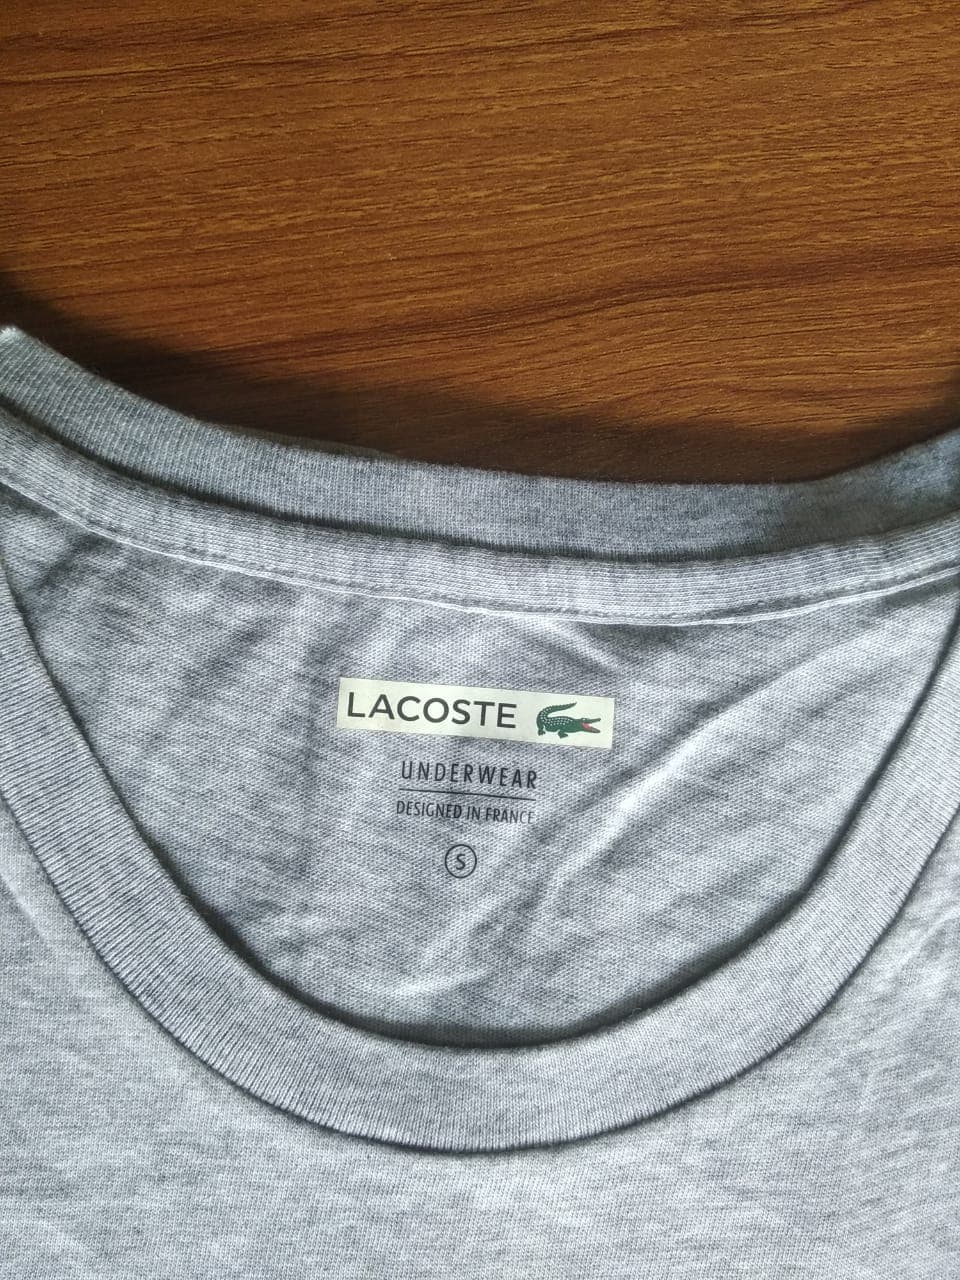 LACOSTE
UNDERWEAR
DESIGNED IN FRANCE
S